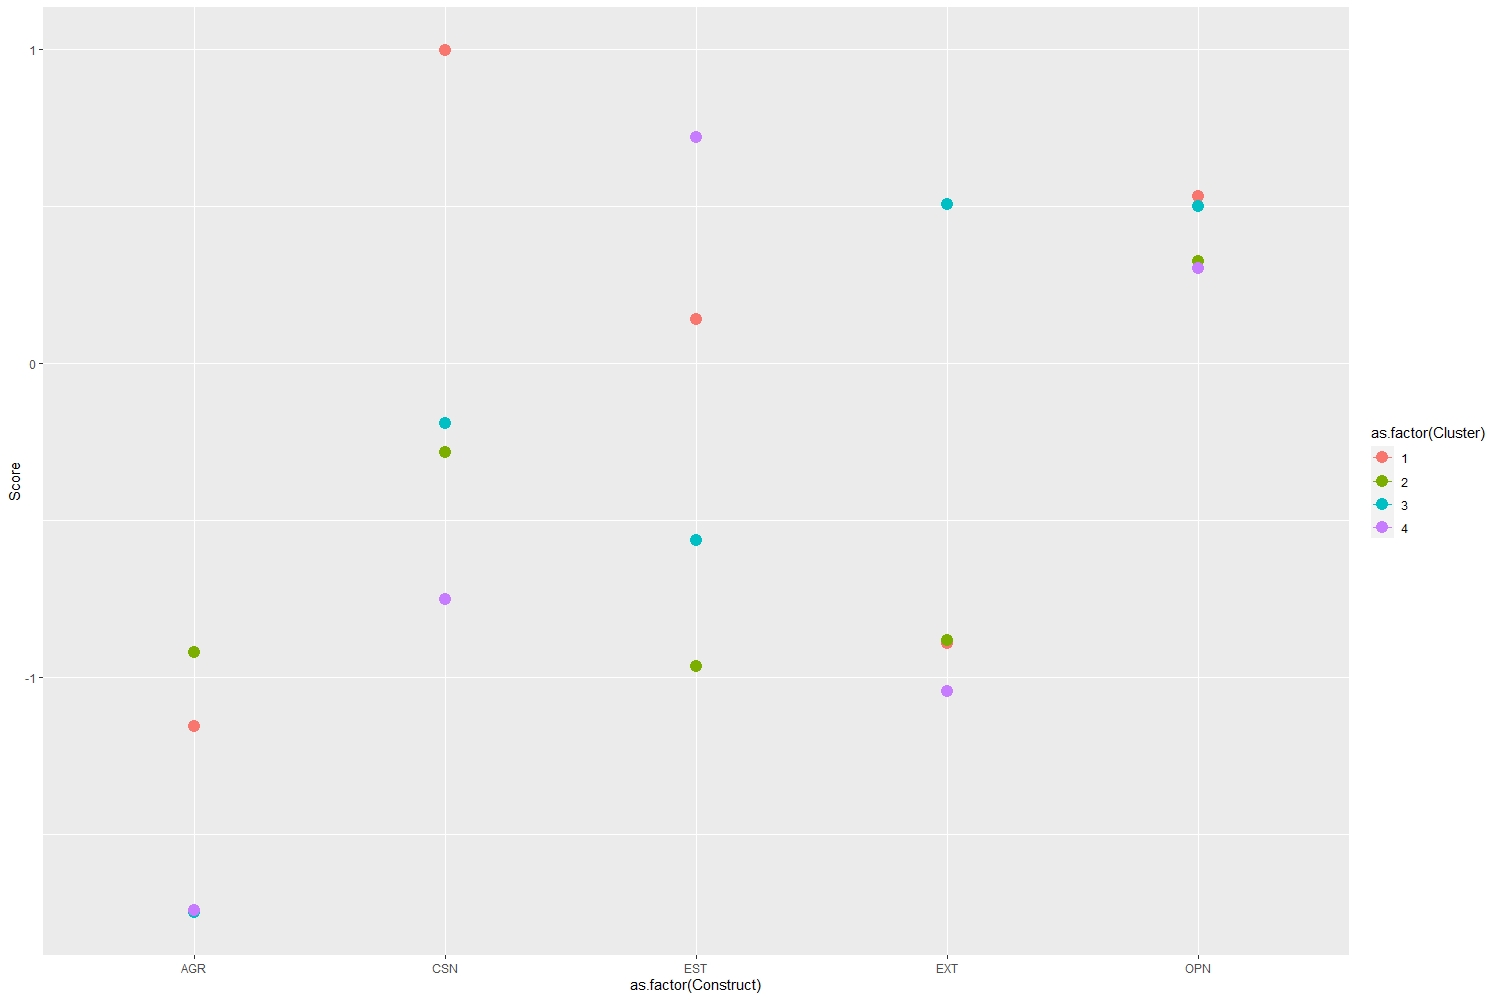 1
0
-1
Score
AGR
CSN
EST
EXT
OPN
as.factor(Construct)
as.factor(Cluster)
1
2
3
4